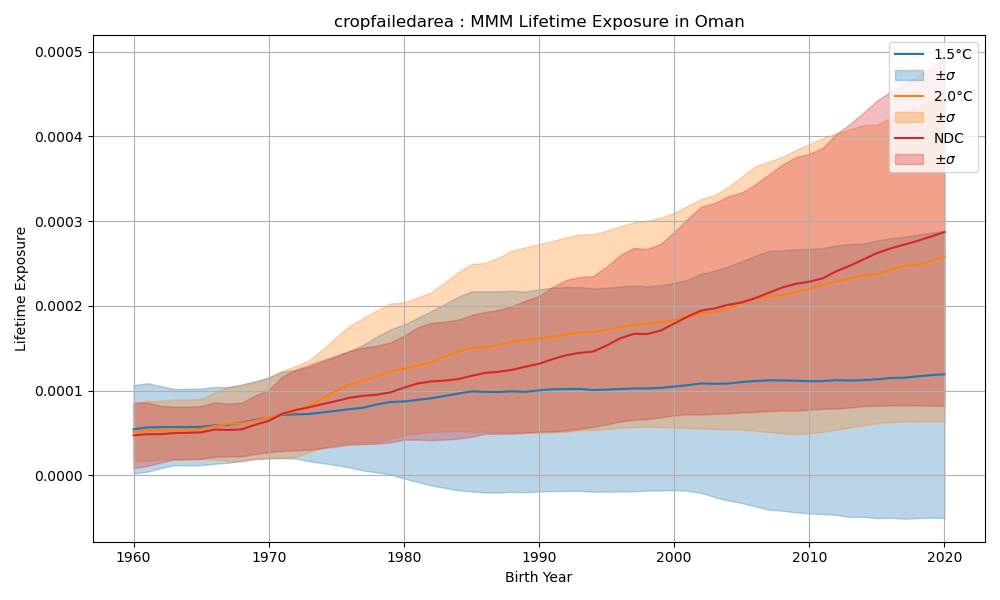 cropfailedarea : MMM Lifetime Exposure in Oman
0.0005
0.0004
0.0003
0.0002
0.0001
0.0000
Lifetime Exposure
1960
1970
1980
1990
2000
2010
2020
Birth Year
1.5°C
±σ
2.0°C
±σ
NDC
±σ